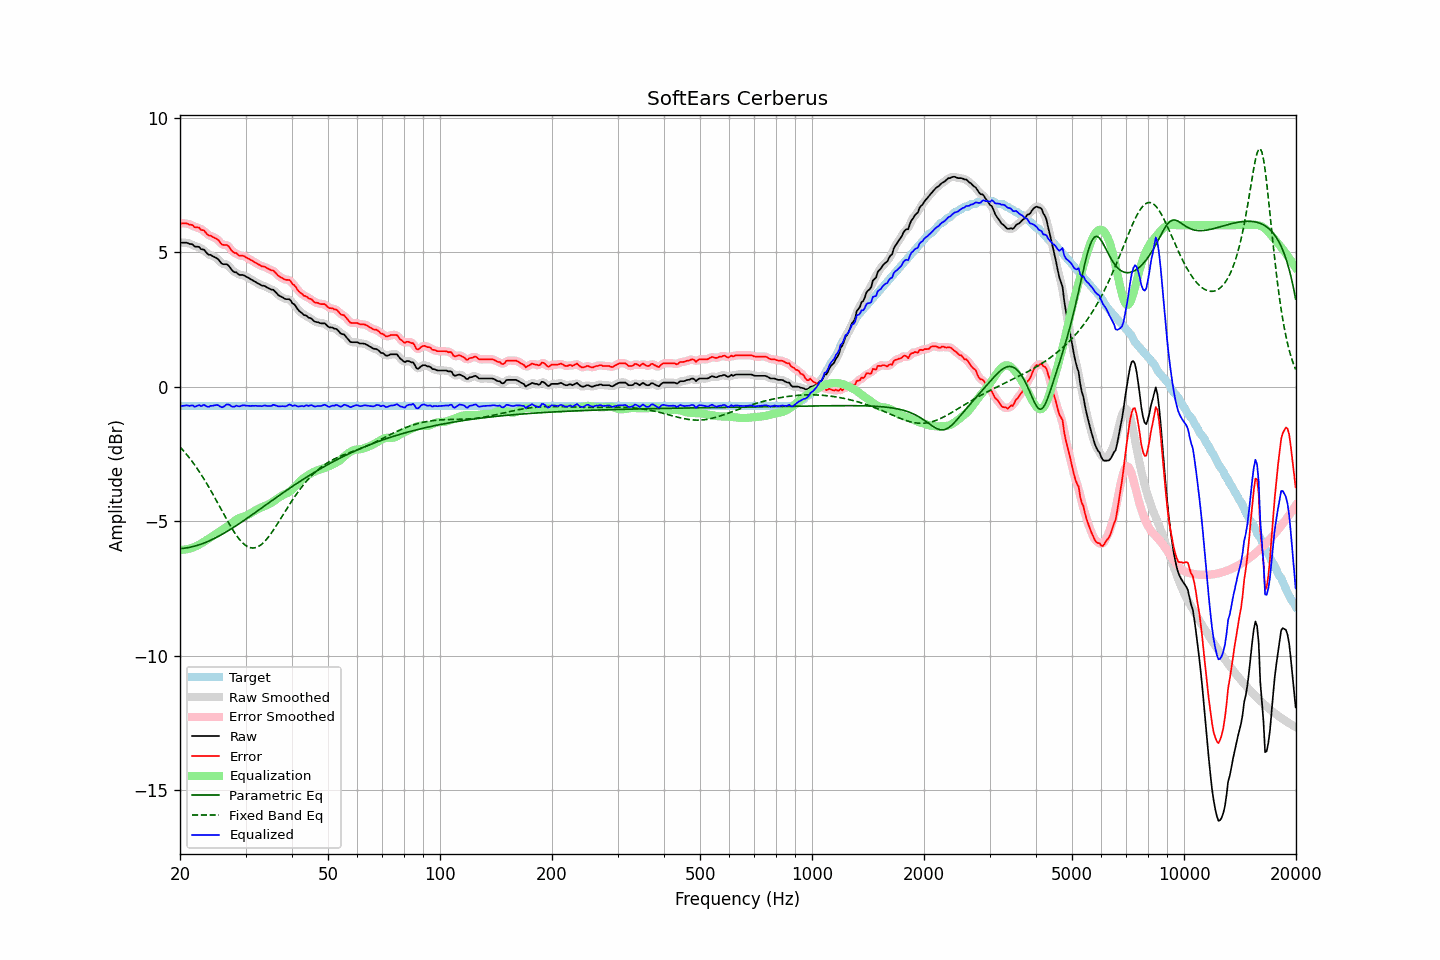 SoftEars Cerberus
10
5
0
−5
−10
−15
Amplitude (dBr)
Target
Raw Smoothed
Error Smoothed
Raw
Error
Equalization
Parametric Eq
Fixed Band Eq
Equalized
20 50 100 200 500 1000 2000 5000 10000 20000
Frequency (Hz)